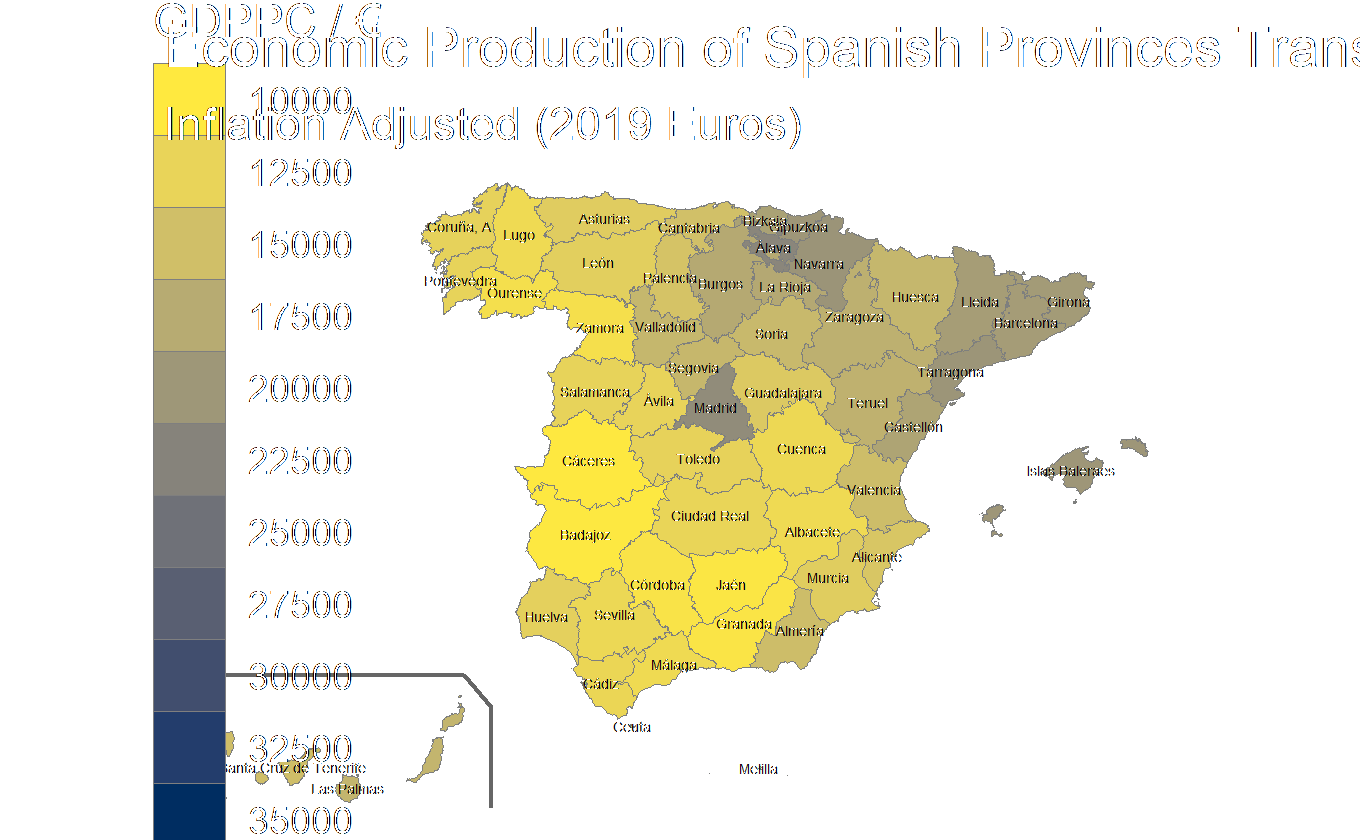 GDPPC / €
Economic Production of Spanish Provinces Trans
Inflation Adjusted (2019 Euros)
10000
12500
15000
17500
20000
22500
25000
27500
30000
32500
35000
Coruña, A
Lugo
Asturias
Cantabria
Bizkaia
Gipuzkoa
Álava
Navarra
Pontevedra
Ourense
León
Palencia
Burgos
La Rioja
Huesca
Lleida
Girona
Barcelona
Zamora
Valladolid
Soria
Zaragoza
Segovia
Tarragona
Salamanca
Ávila
Madrid
Guadalajara
Teruel
Castellón
Cáceres
Toledo
Cuenca
Valencia
Islas Baleraes
Badajoz
Ciudad Real
Albacete
Alicante
Huelva
Sevilla
Córdoba
Jaén
Murcia
Granada
Almería
Málaga
Cádiz
Ceuta
Melilla
Santa Cruz de Tenerife
Las Palmas